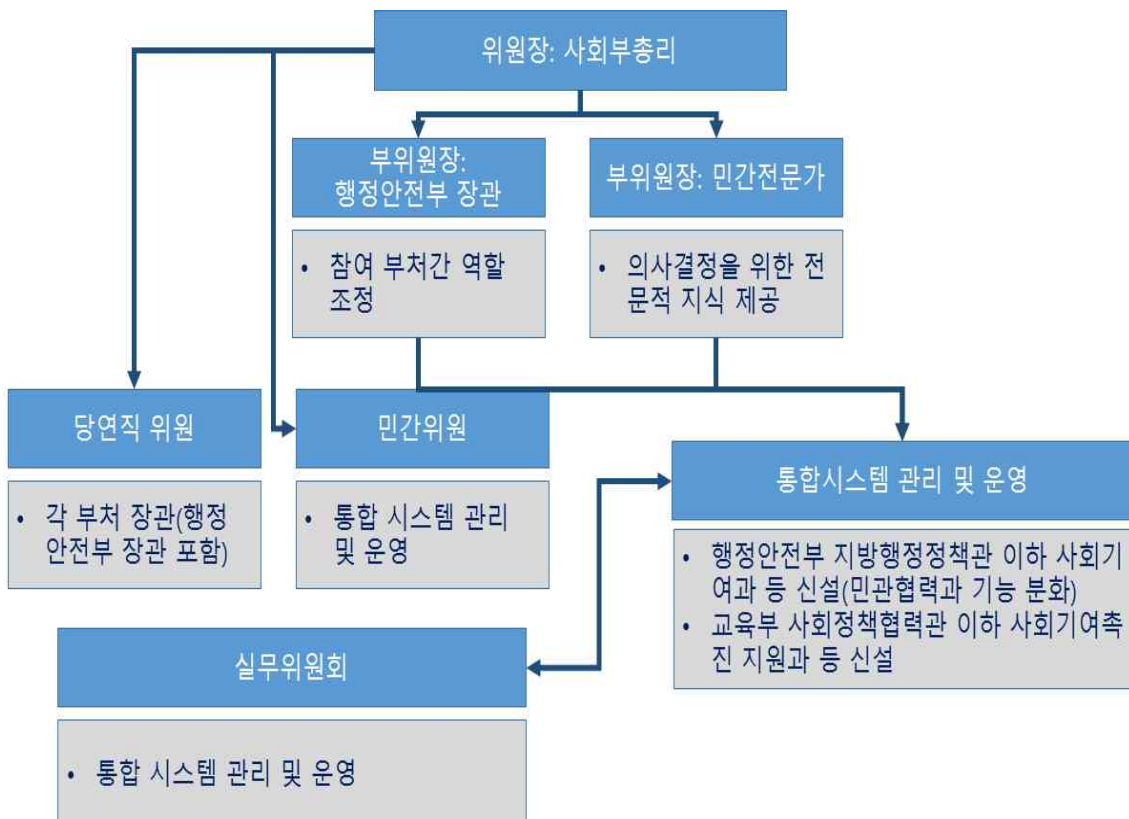 위원장: 사회부총리
부위원장:
행정안전부 장관
부위원장: 민간전문가
• 참여 부처간 역할
조정
• 의사결정을 위한 전
문적 지식 제공
당연직 위원
민간위원
• 각 부처 장관(행정
안전부 장관 포함)
• 통합 시스템 관리
및 운영
통합시스템 관리 및 운영
• 행정안전부 지방행정정책관 이하 사회기
여과 등 신설(민관협력과 기능 분화)
• 교육부 사회정책협력관 이하 사회기여촉
진 지원과 등 신설
실무위원회
• 통합 시스템 관리 및 운영